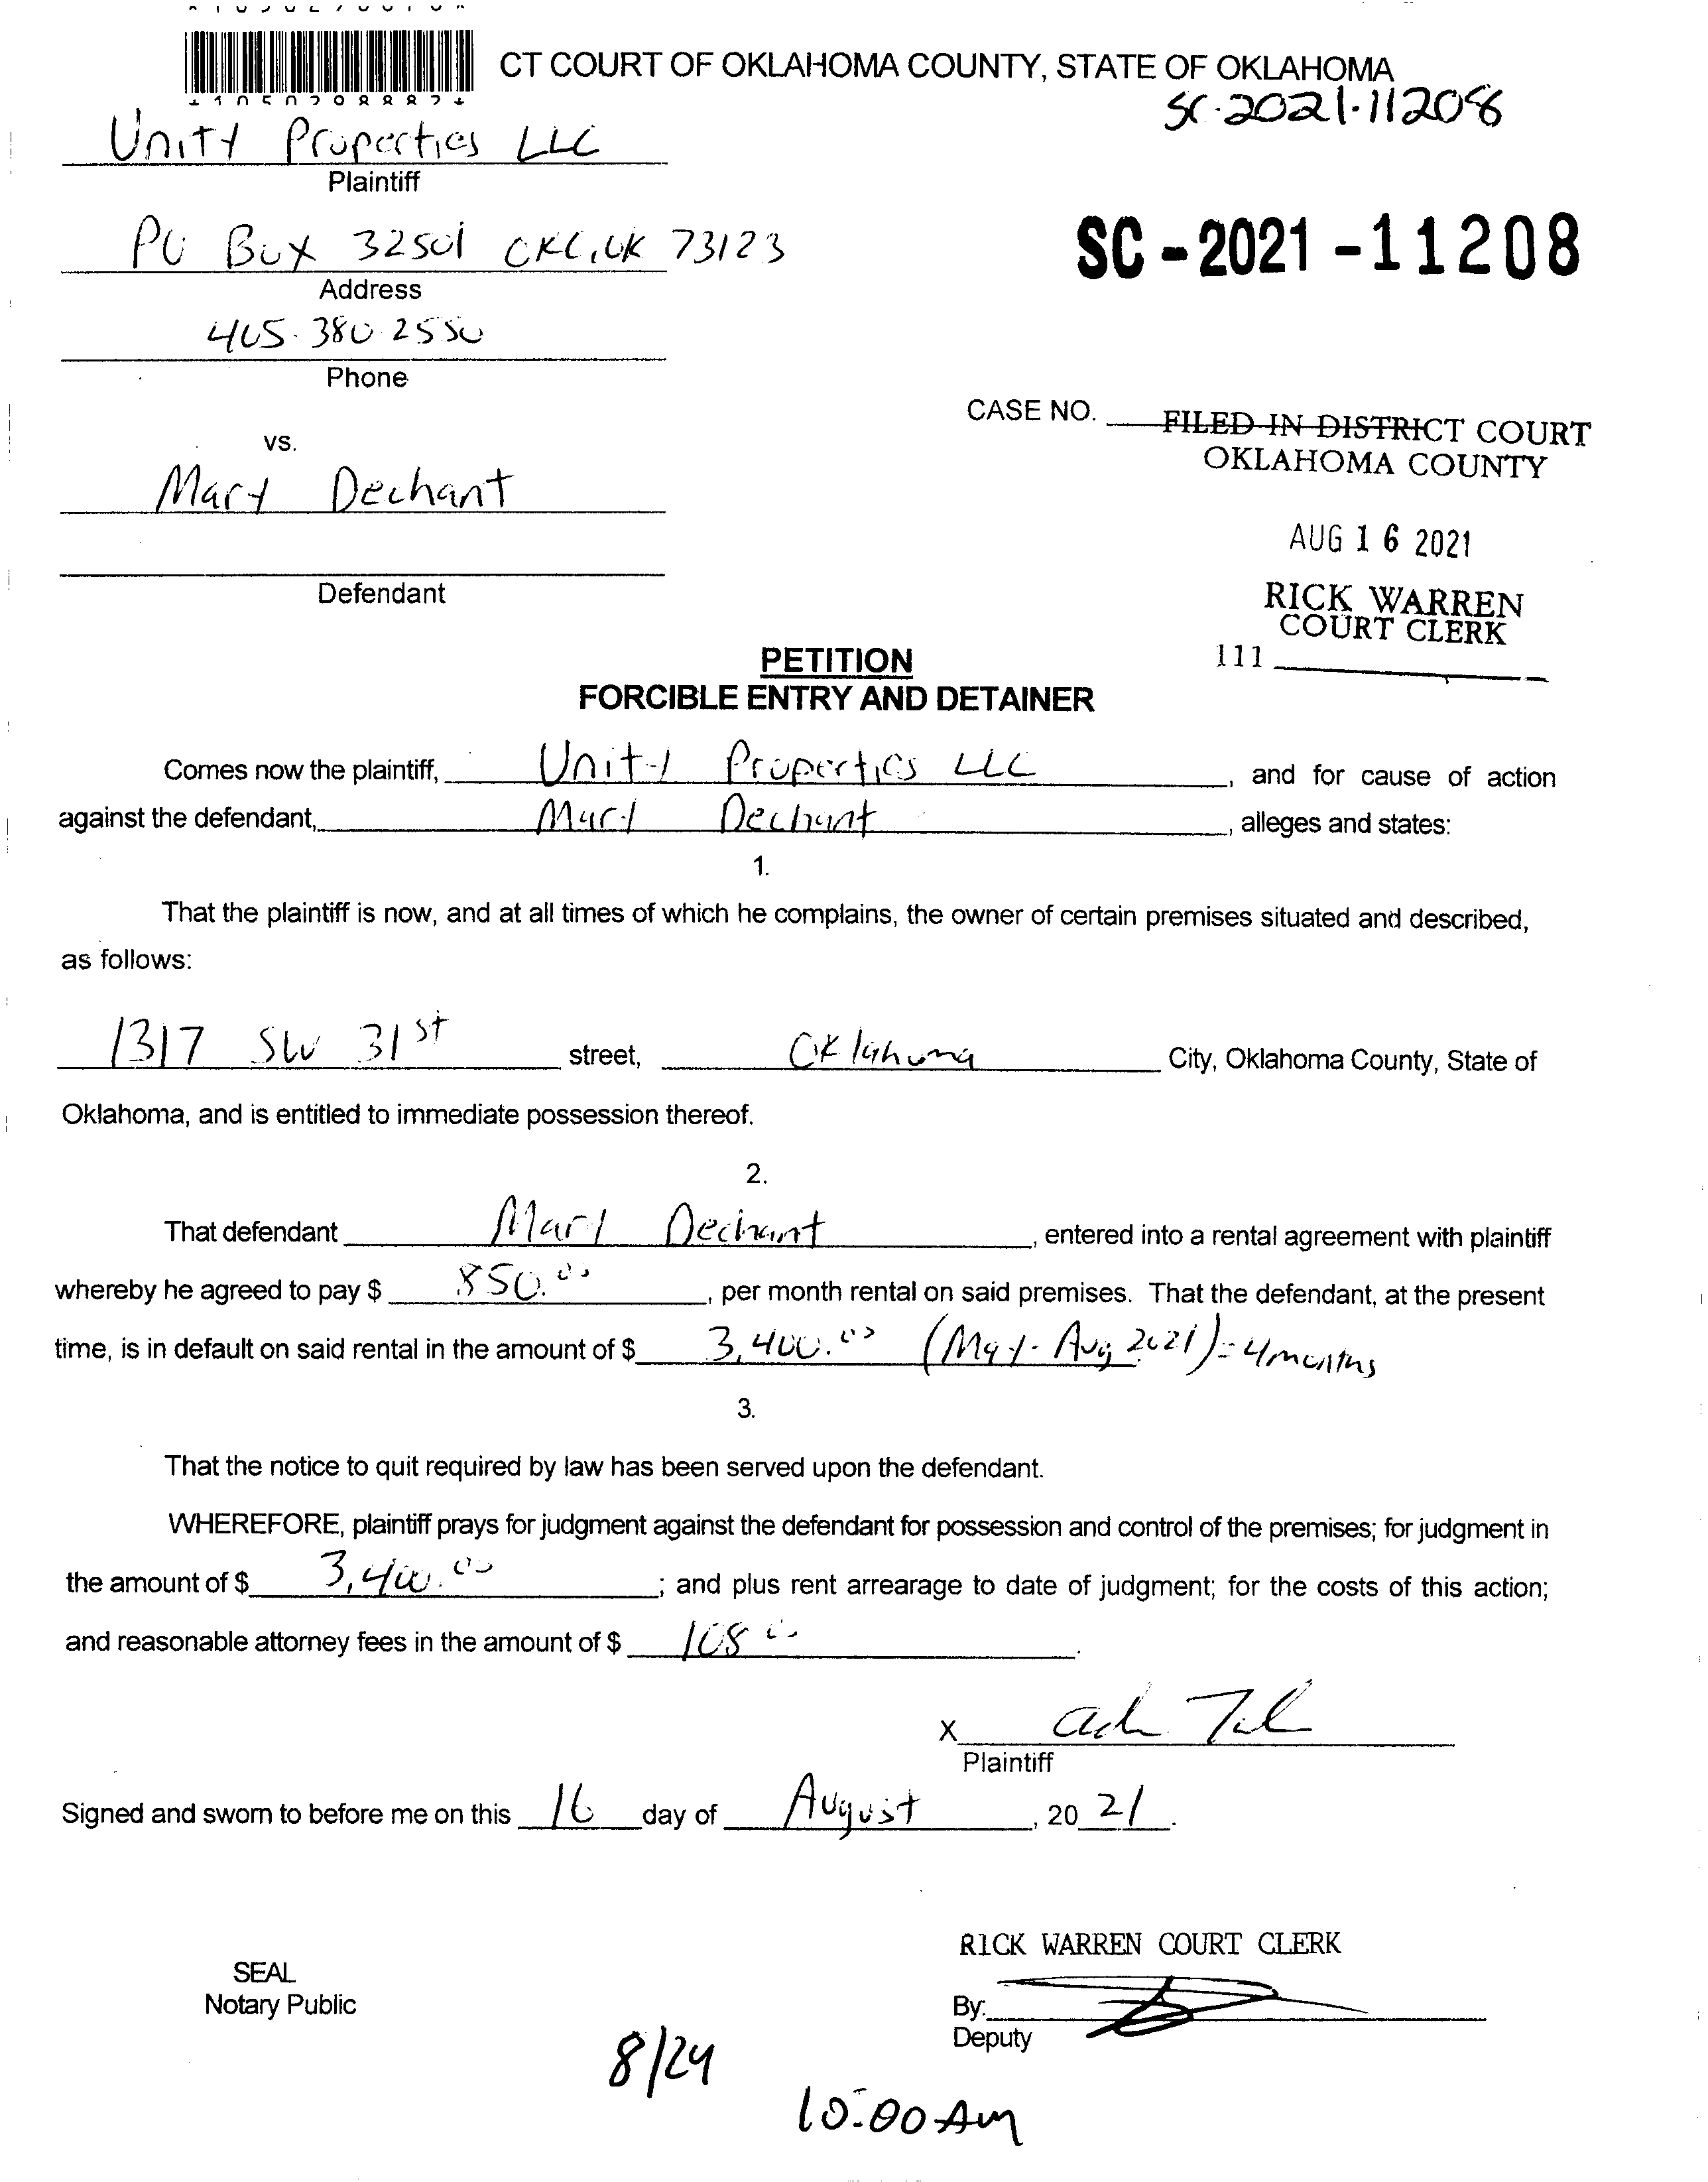 CT COURT OF OKLAHOMA COUNTY, STATE OF OKLAHOMA
SC-2021-11208
Unity Properties LLC
Plaintiff
PO Box 32501 OKC, OK 73123
SC-2021-11208
Address
405-380-2550
Phone
CASE NO.
FILED IN DISTRICT COURT
OKLAHOMA COUNTY
vs.
Mary Dechant
AUG 16 2021
Defendant
RICK WARREN
COURT CLERK
111
PETITION
FORCIBLE ENTRY AND DETAINER
Comes now the plaintiff, Unity Properties LLC, and for cause of action
against the defendant, Mary Dechant, alleges and states:
1.
That the plaintiff is now, and at all times of which he complains, the owner of certain premises situated and described,
as follows:
1317 SW 31st street, Oklahoma City, Oklahoma County, State of
Oklahoma, and is entitled to immediate possession thereof.
2.
That defendant Mary Dechant, entered into a rental agreement with plaintiff
whereby he agreed to pay $ 850.00, per month rental on said premises. That the defendant, at the present
time, is in default on said rental in the amount of $ 3,400.00 (May - Aug 2021) = 4 months
3.
That the notice to quit required by law has been served upon the defendant.
WHEREFORE, plaintiff prays for judgment against the defendant for possession and control of the premises; for judgment in
the amount of $ 3,400.00; and plus rent arrearage to date of judgment; for the costs of this action;
and reasonable attorney fees in the amount of $ 108.00.
X
Plaintiff
Signed and sworn to before me on this 16 day of August, 2021.
RICK WARREN COURT CLERK
SEAL
Notary Public
By:
Deputy
8/24
10:00 Am